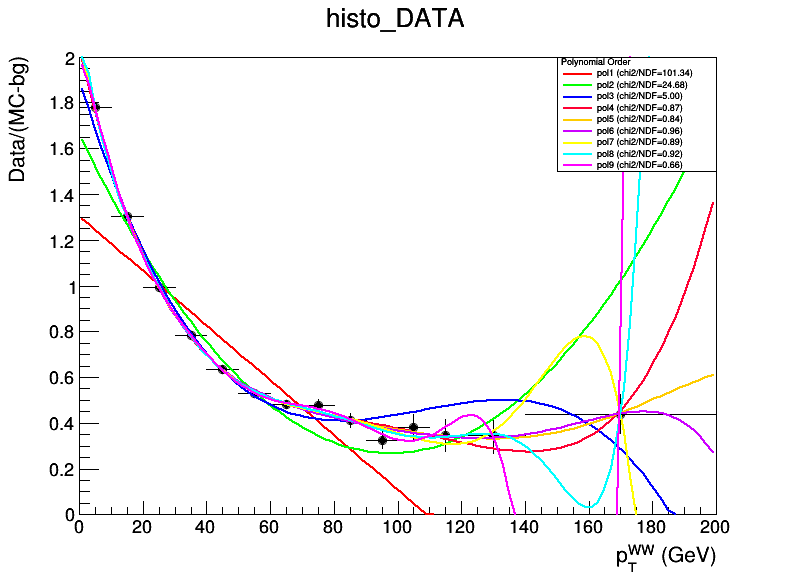 histo_DATA
Data/(MC-bg)
2
1.8
1.6
1.4
1.2
1
0.8
0.6
0.4
0.2
0
Polynomial Order
pol1 (chi2/NDF=101.34)
pol2 (chi2/NDF=24.68)
pol3 (chi2/NDF=5.00)
pol4 (chi2/NDF=0.87)
pol5 (chi2/NDF=0.84)
pol6 (chi2/NDF=0.96)
pol7 (chi2/NDF=0.89)
pol8 (chi2/NDF=0.92)
pol9 (chi2/NDF=0.66)
0 20 40 60 80 100 120 140 160 180 200
p_T^WW (GeV)